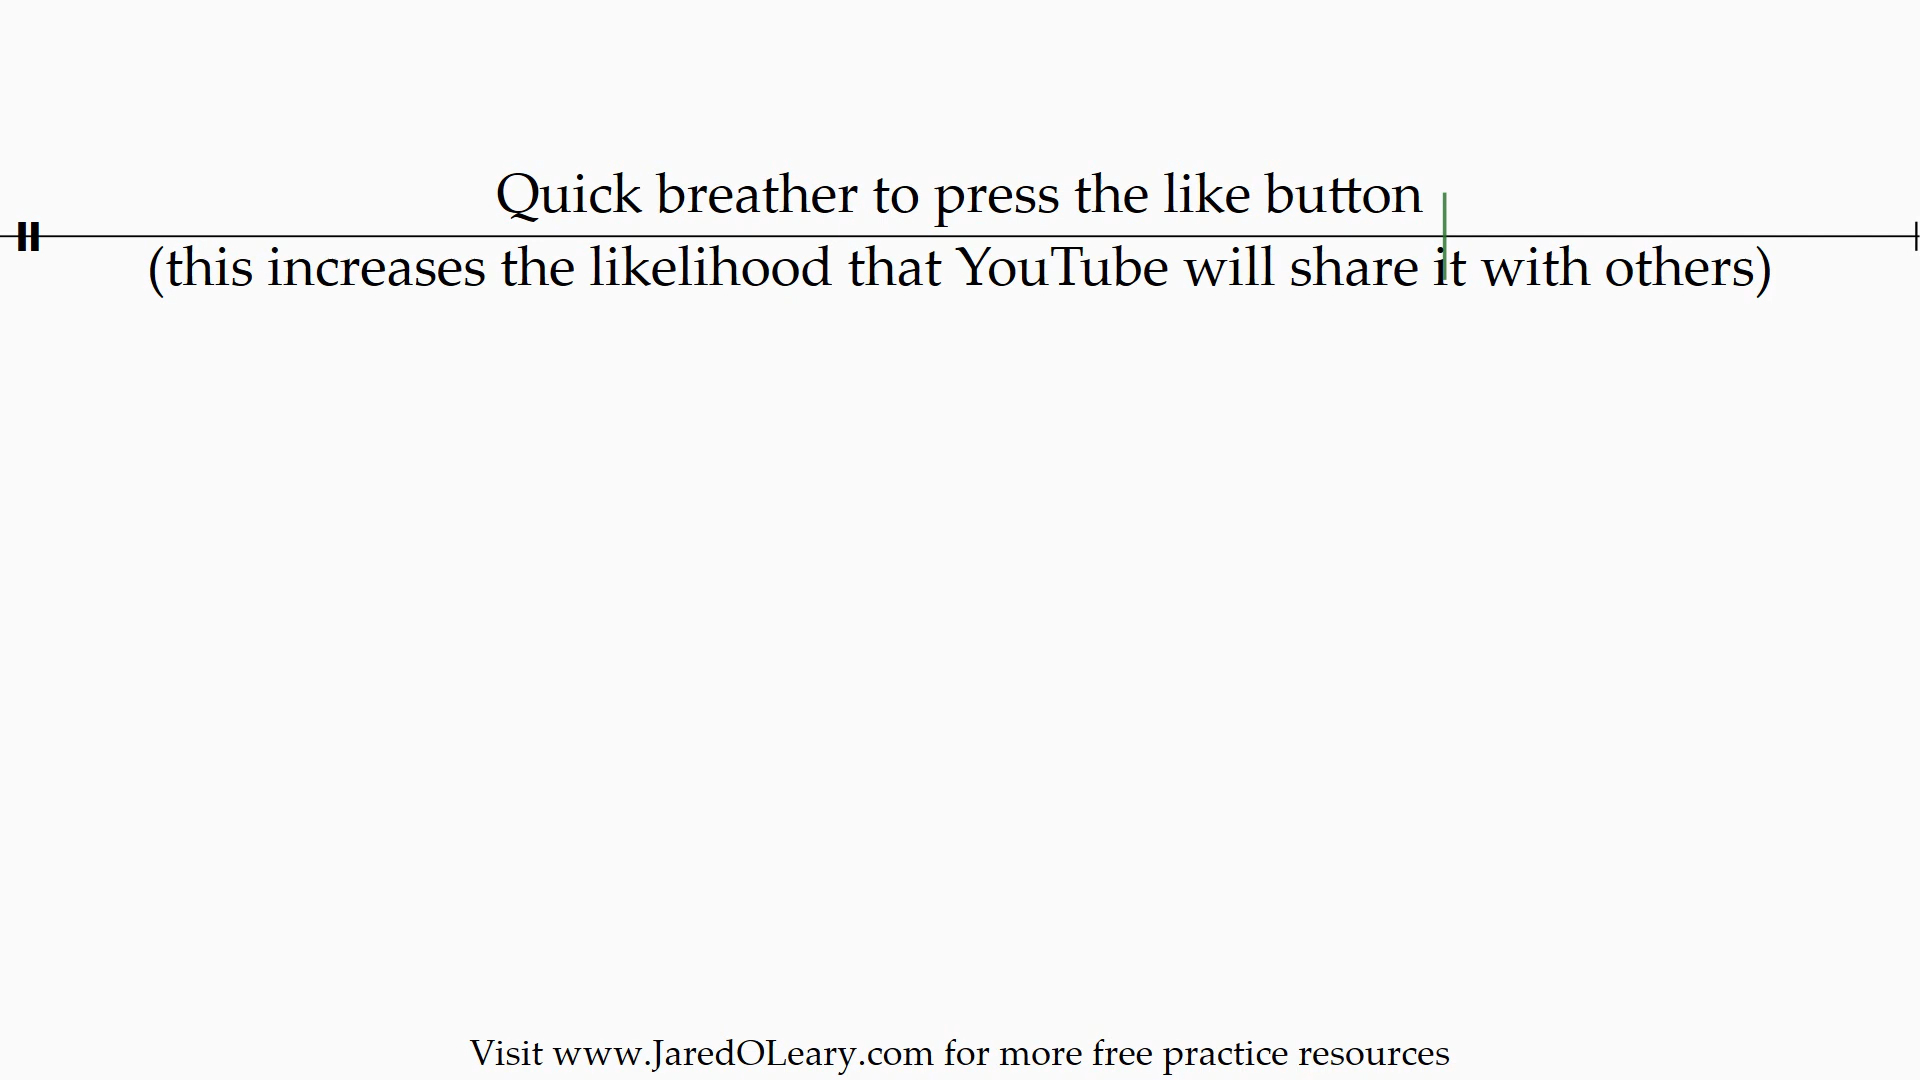 Quick breather to press the like button
(this increases the likelihood that YouTube will share it with others)
Visit www.JaredOLeary.com for more free practice resources